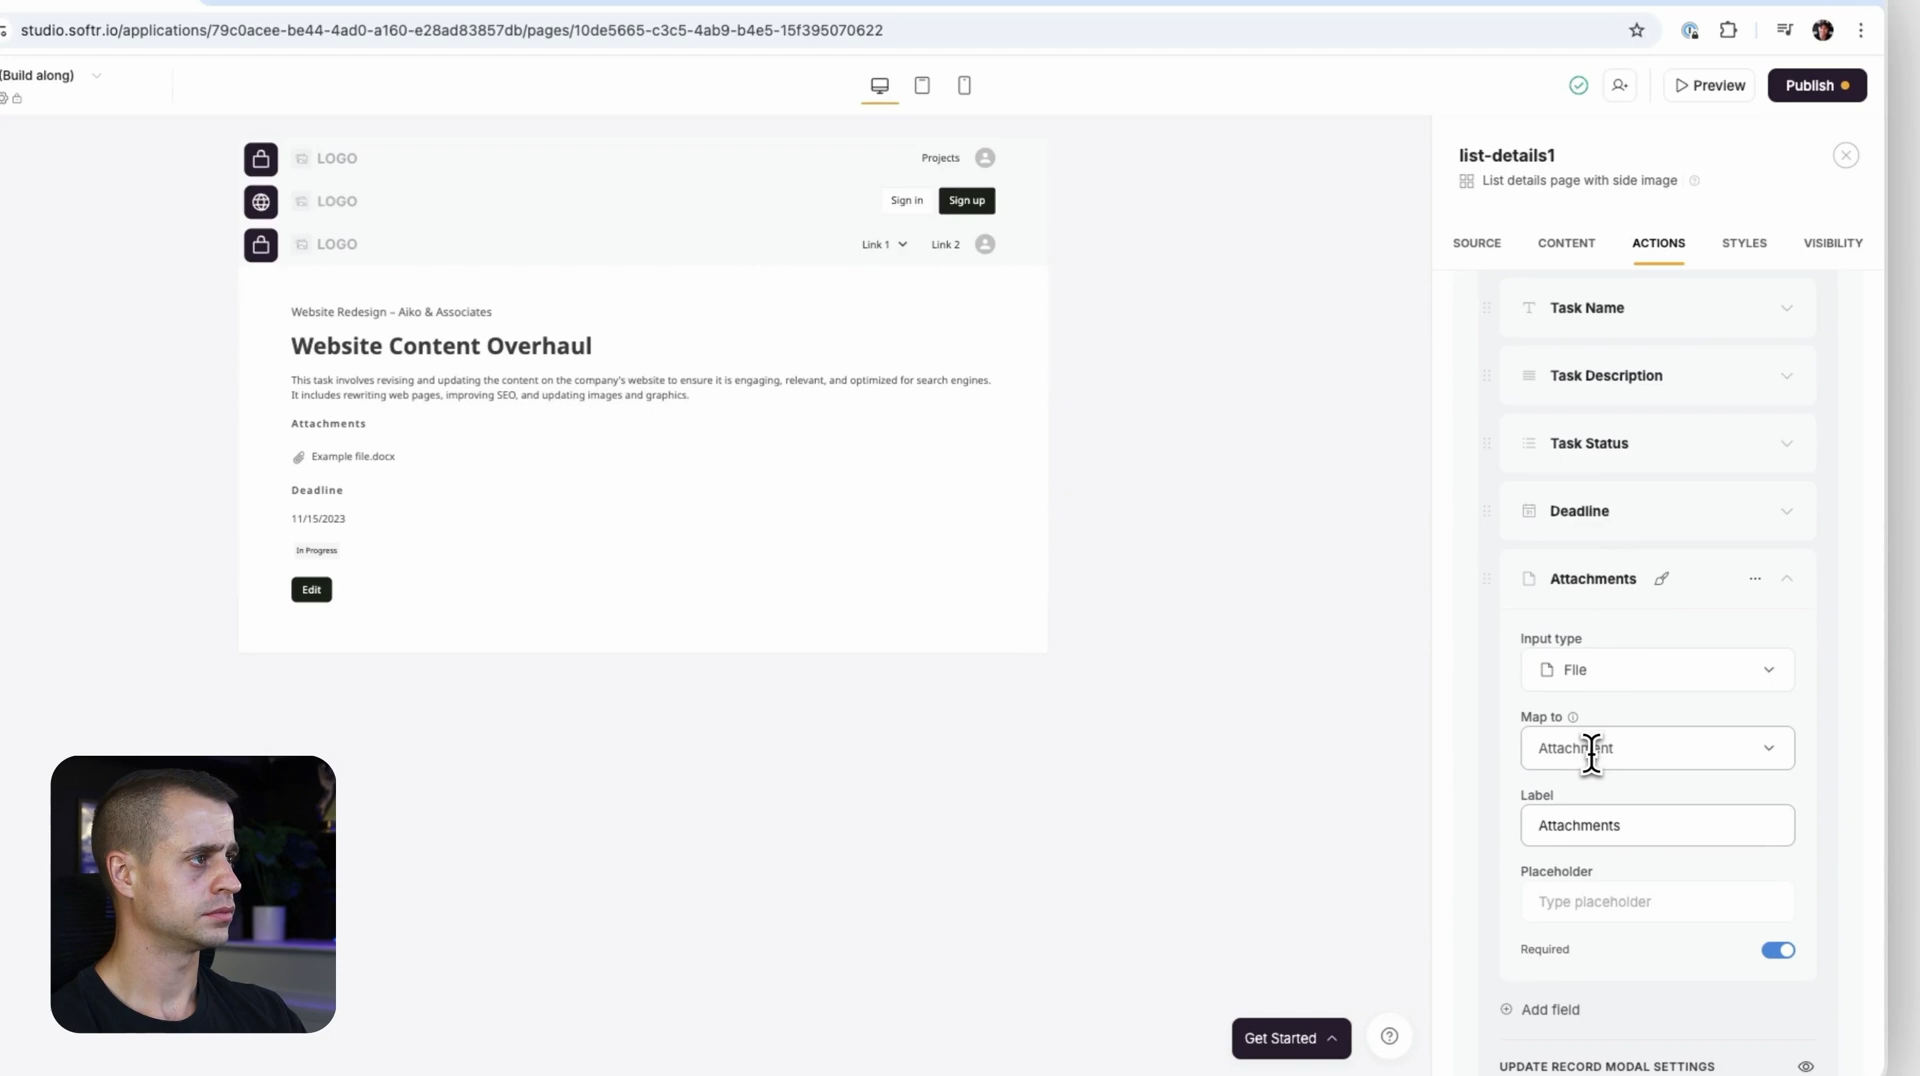 studio.softr.io/applications/79c0acee-be44-4ad0-a160-e28ad83857db/pages/10de5665-c3c5-4ab9-b4e5-15f395070622
(Build along)
Preview
Publish
LOGO
Projects
LOGO
Sign in
Sign up
LOGO
Link 1
Link 2
Website Redesign – Aiko & Associates
Website Content Overhaul
This task involves revising and updating the content on the company's website to ensure it is engaging, relevant, and optimized for search engines.
It includes rewriting web pages, improving SEO, and updating images and graphics.
Attachments
Example file.docx
Deadline
11/15/2023
In Progress
Edit
Get Started
list-details1
List details page with side image
SOURCE
CONTENT
ACTIONS
STYLES
VISIBILITY
Task Name
Task Description
Task Status
Deadline
Attachments
Input type
File
Map to
Attachment
Label
Attachments
Placeholder
Type placeholder
Required
Add field
UPDATE RECORD MODAL SETTINGS